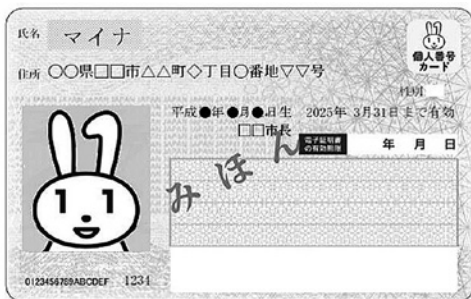 氏名 マイナ
個人番号
カード
住所 〇〇県□□市△△町◇丁目〇番地▽▽号
性別
平成●年●月●日生 2025年 3月31日まで有効
□□市長
電子証明書
の有効期限 年 月 日
みほん
0123456789ABCDEF 1234